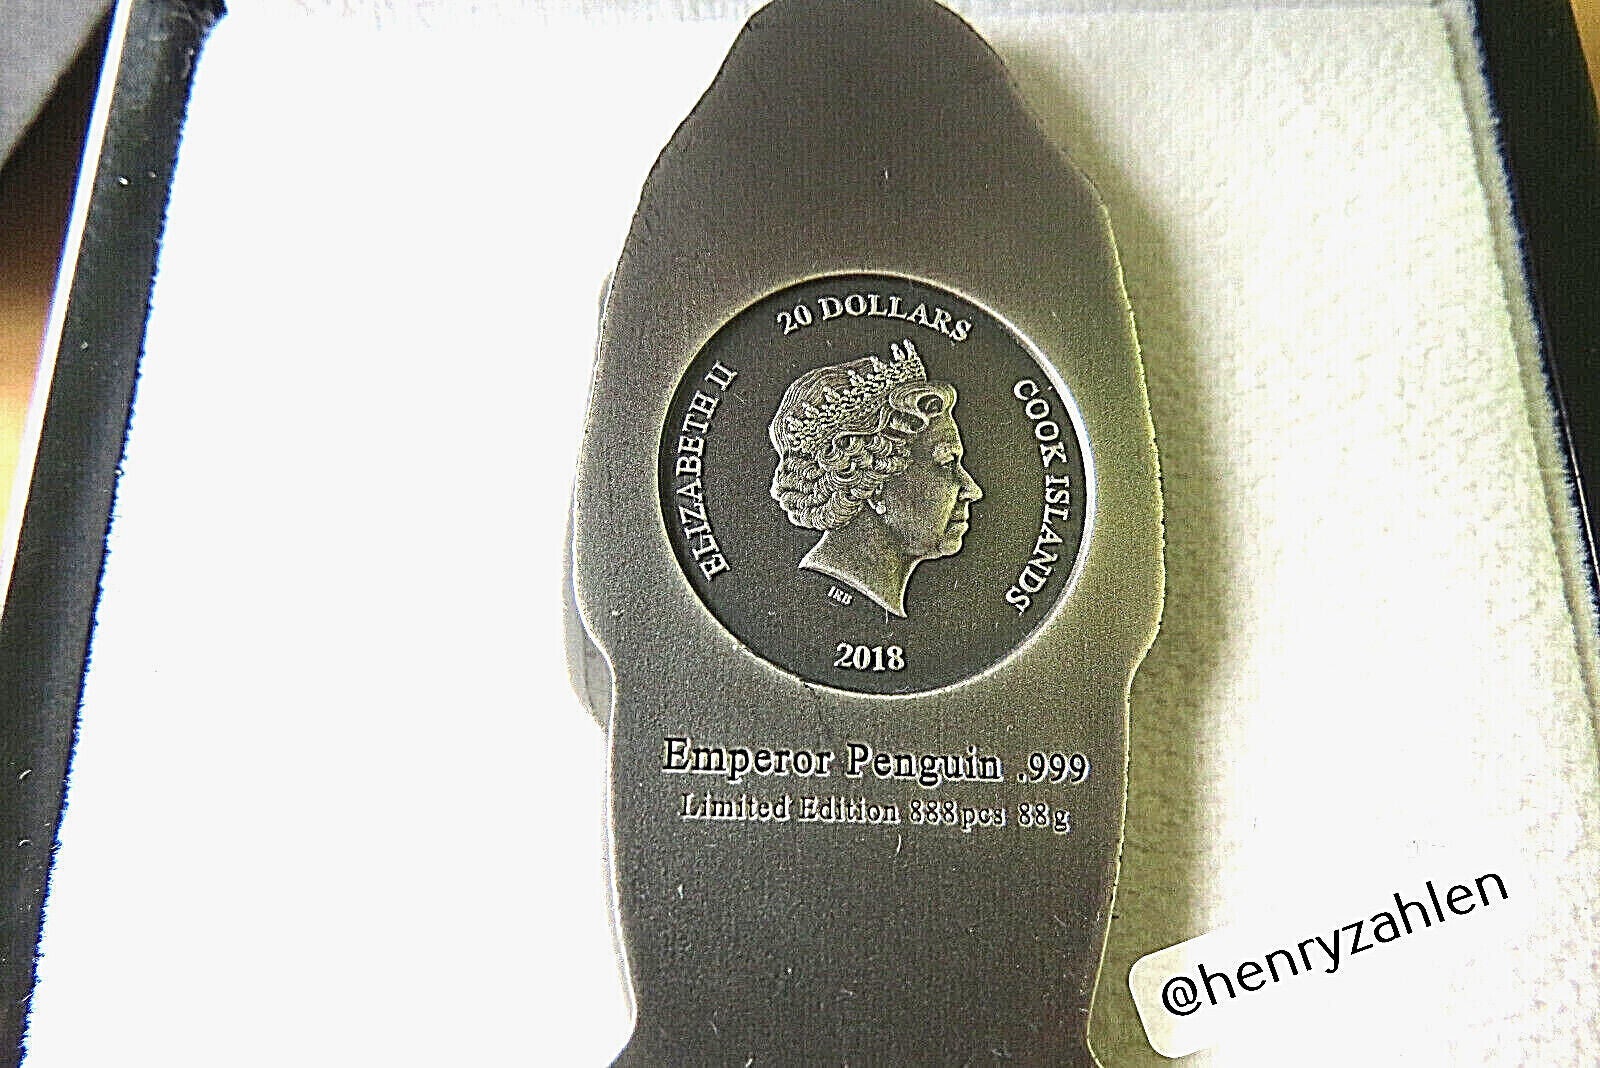 20 DOLLARS
ELIZABETH II
COOK ISLANDS
IRB
2018
Emperor Penguin .999
Limited Edition 888pcs 88g
@henryzahlen